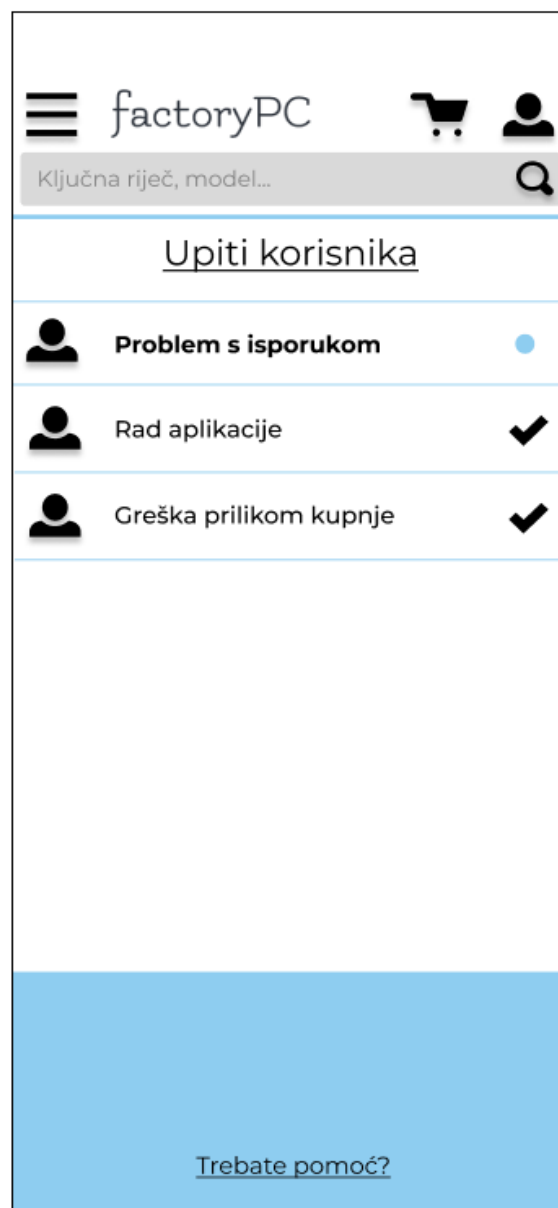 factoryPC
Ključna riječ, model...
Upiti korisnika
Problem s isporukom
Rad aplikacije
Greška prilikom kupnje
Trebate pomoć?